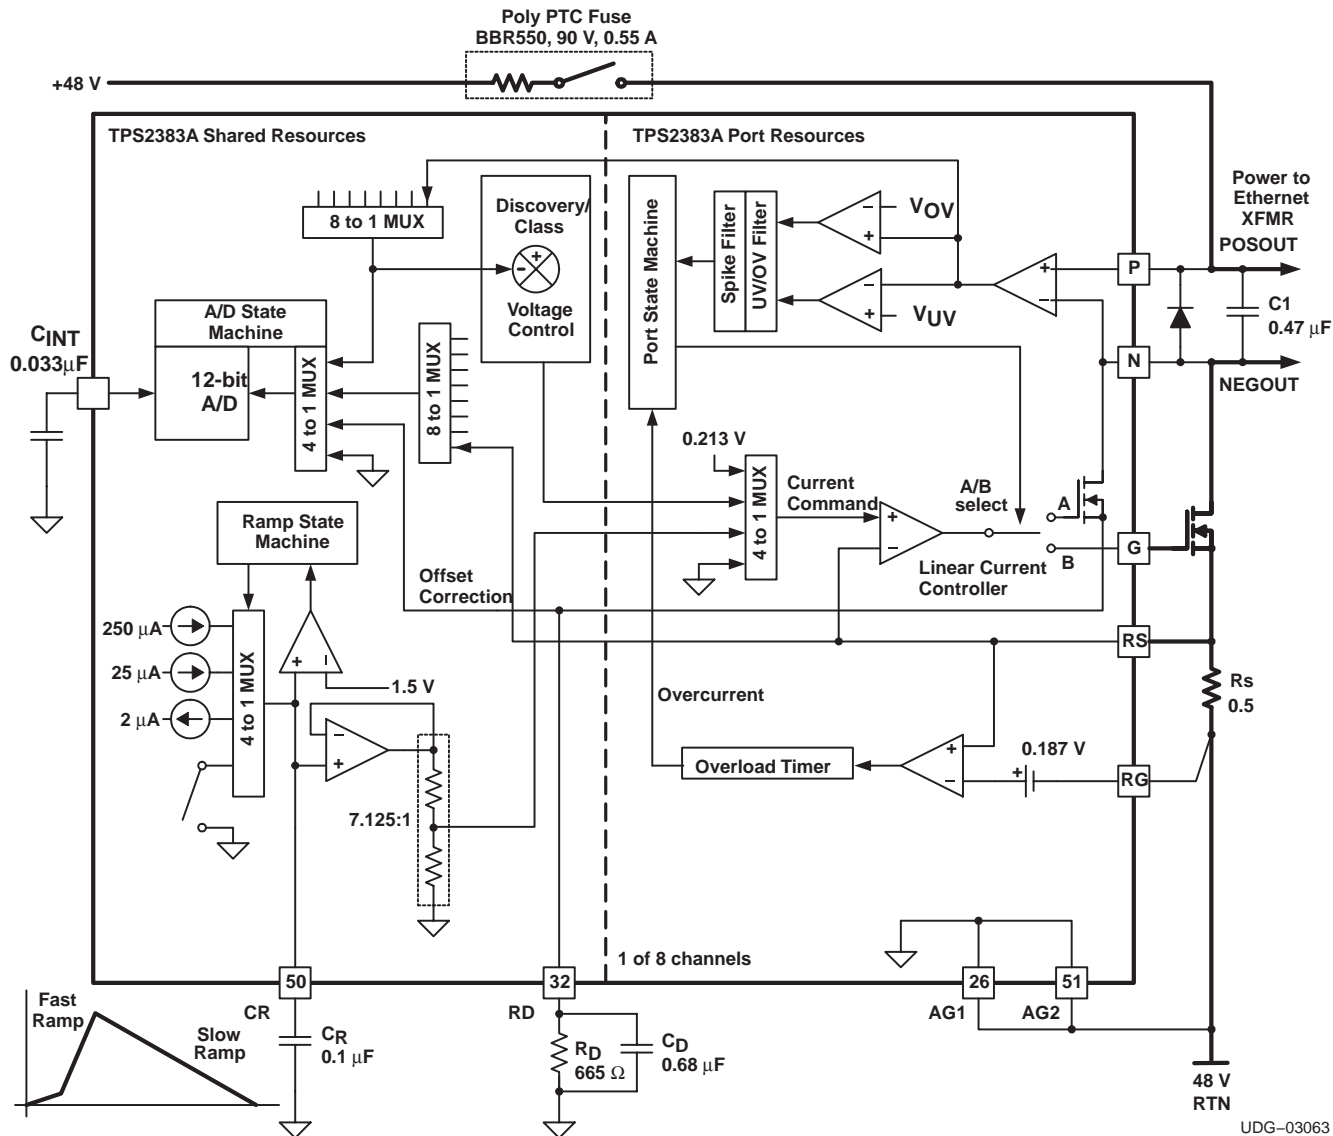 Poly PTC Fuse
BBR550, 90 V, 0.55 A
+48 V
TPS2383A Shared Resources
TPS2383A Port Resources
8 to 1 MUX
Discovery/
Class
+
-
Voltage
Control
Port State Machine
Spike Filter
UV/OV Filter
–
+
VOV
–
+
VUV
+
–
Power to
Ethernet
XFMR
POSOUT
P
C1
0.47 μF
N
NEGOUT
A/D State
Machine
12-bit
A/D
4 to 1 MUX
8 to 1 MUX
CINT
0.033μF
0.213 V
4 to 1 MUX
Current
Command
+
–
A/B
select
A
B
Linear Current
Controller
G
Ramp State
Machine
Offset
Correction
250 μA
25 μA
2 μA
4 to 1 MUX
+
–
1.5 V
–
+
7.125:1
RS
Rs
0.5
Overcurrent
Overload Timer
+
–
0.187 V
+
RG
1 of 8 channels
50
32
26
51
CR
RD
AG1
AG2
Fast
Ramp
Slow
Ramp
CR
0.1 μF
RD
665 Ω
CD
0.68 μF
48 V
RTN
UDG–03063